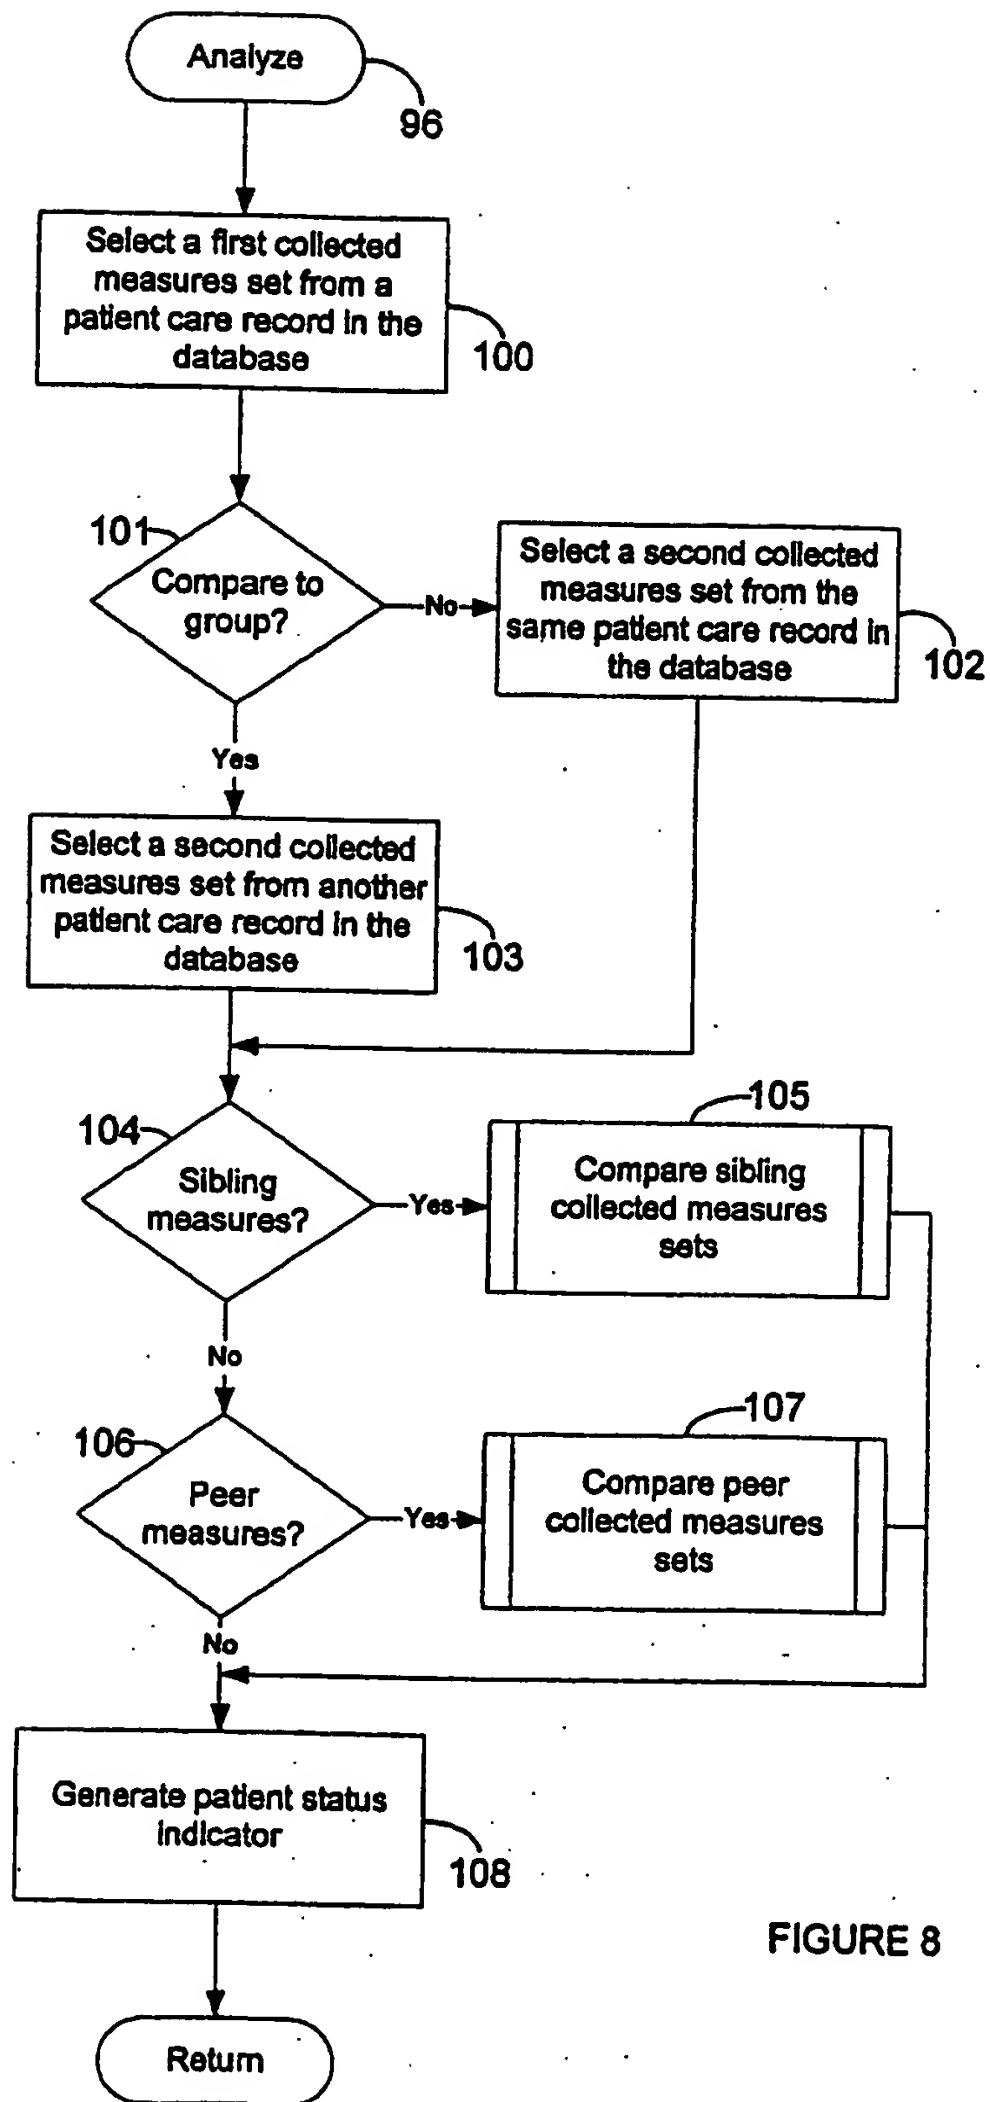 Analyze
96
Select a first collected
measures set from a
patient care record in the
database
100
101
Compare to
group?
No
Select a second collected
measures set from the
same patient care record in
the database
102
Yes
Select a second collected
measures set from another
patient care record in the
database
103
104
Sibling
measures?
Yes
105
Compare sibling
collected measures
sets
No
106
Peer
measures?
Yes
107
Compare peer
collected measures
sets
No
Generate patient status
indicator
108
FIGURE 8
Return